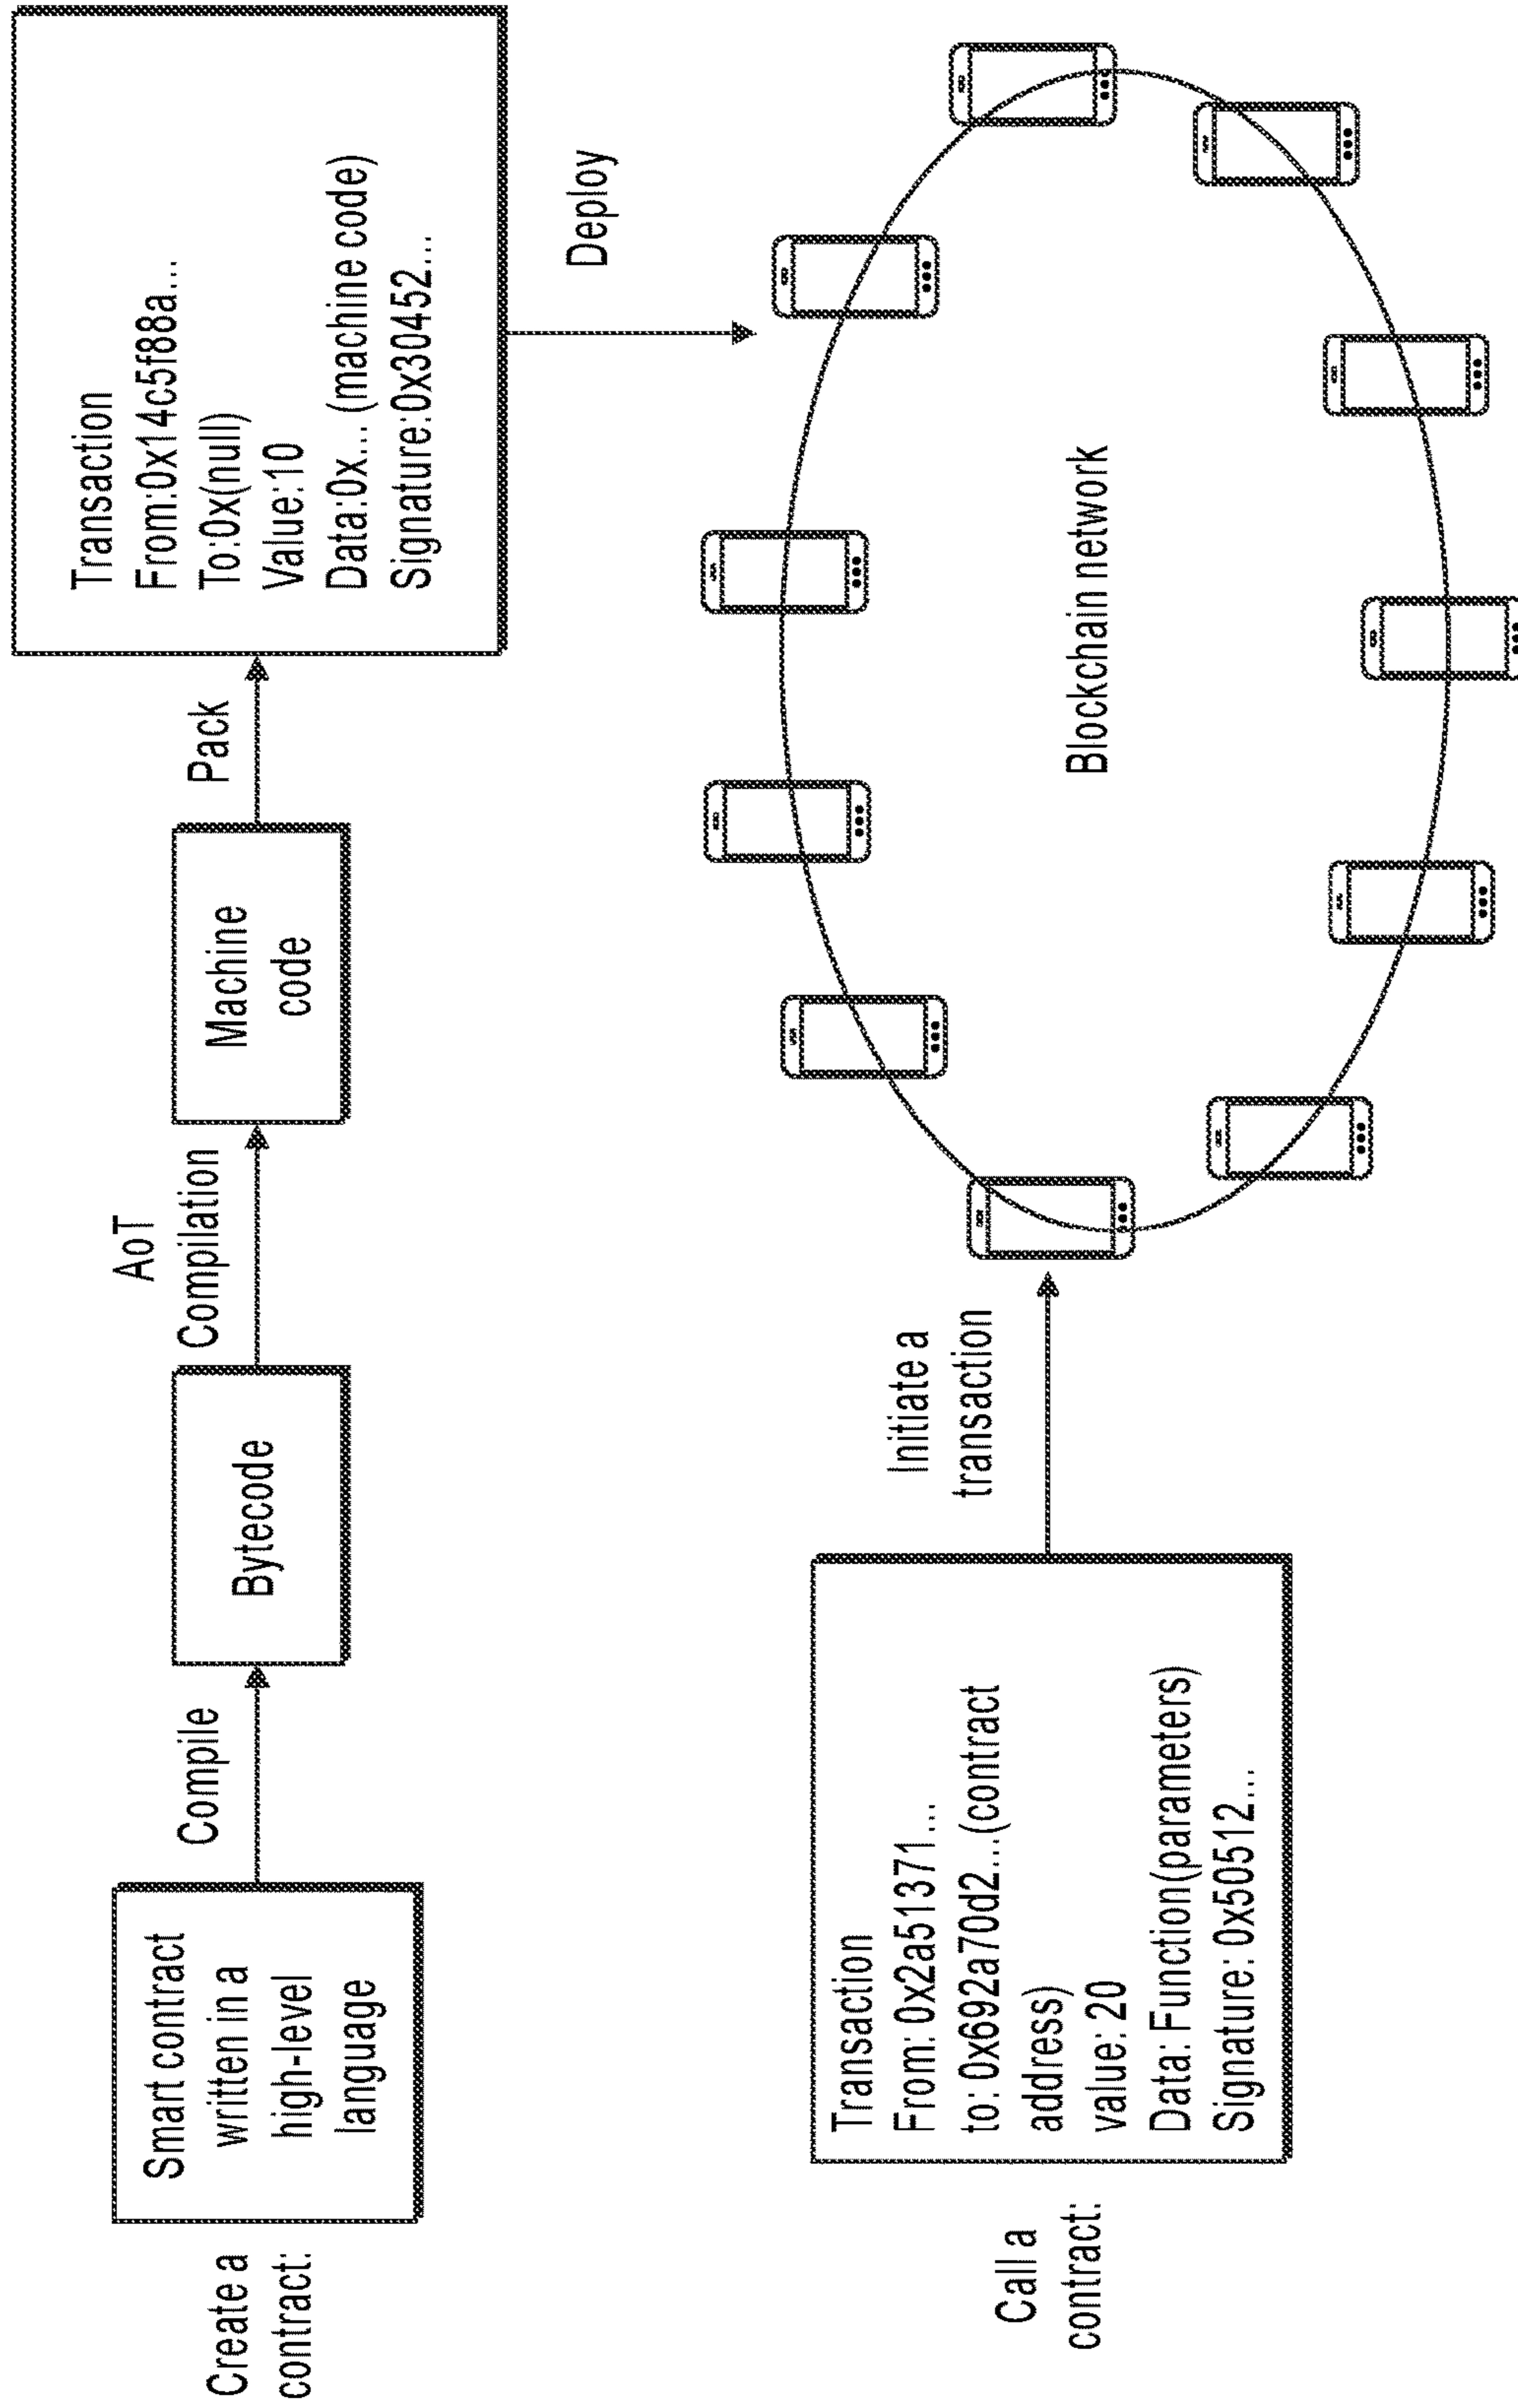 Create a
contract:
Smart contract
written in a
high-level
language
Compile
Bytecode
AoT
Compilation
Machine
code
Pack
Transaction
From:0x14c5f88a...
To:0x(null)
Value:10
Data:0x... (machine code)
Signature:0x30452...
Deploy
Call a
contract:
Transaction
From: 0x2a51371...
to: 0x692a70d2...(contract
address)
value: 20
Data: Function(parameters)
Signature: 0x50512...
Initiate a
transaction
Blockchain network